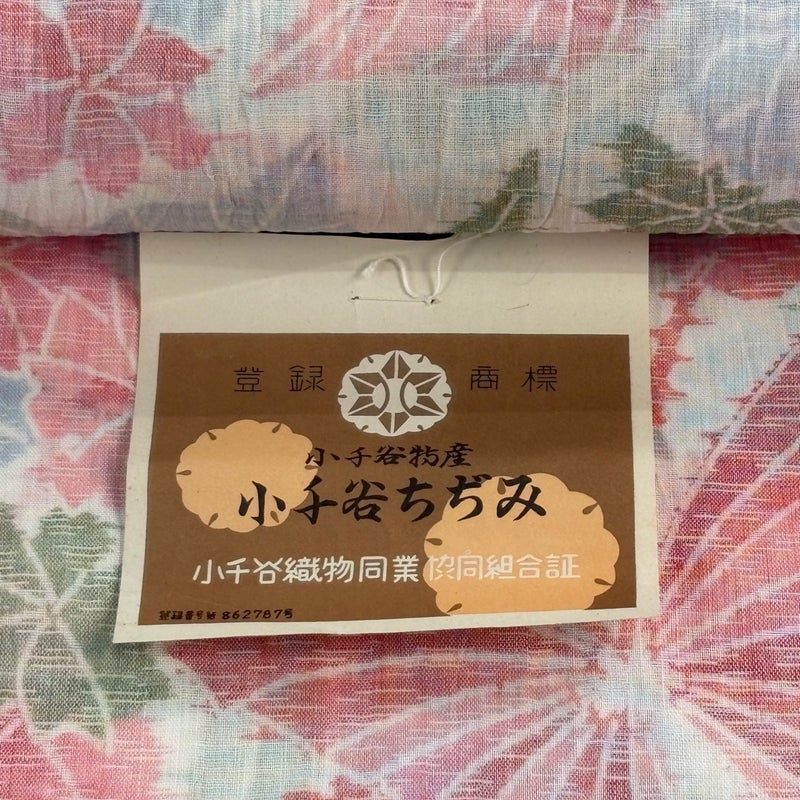 登録 商標
小千谷物産
小千谷ちぢみ
小千谷織物同業協同組合証
登録番号第862787号